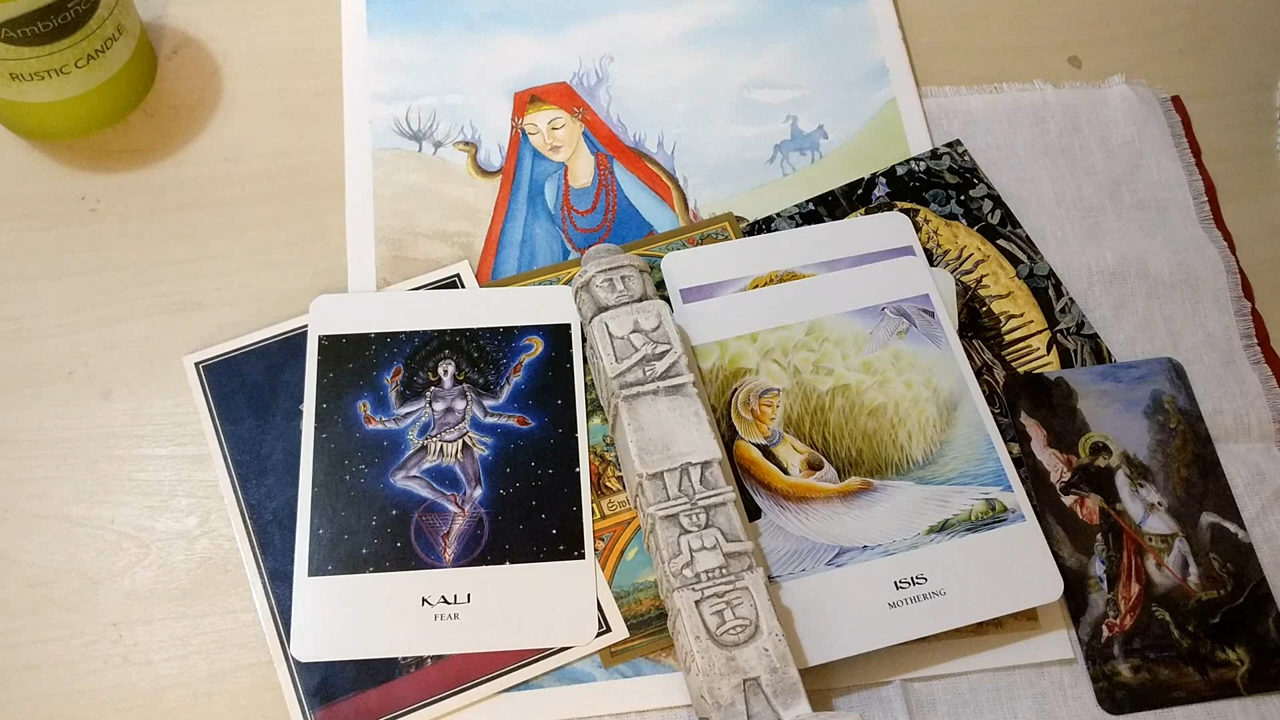 Ambiance
RUSTIC CANDLE
KALI
FEAR
ISIS
MOTHERING